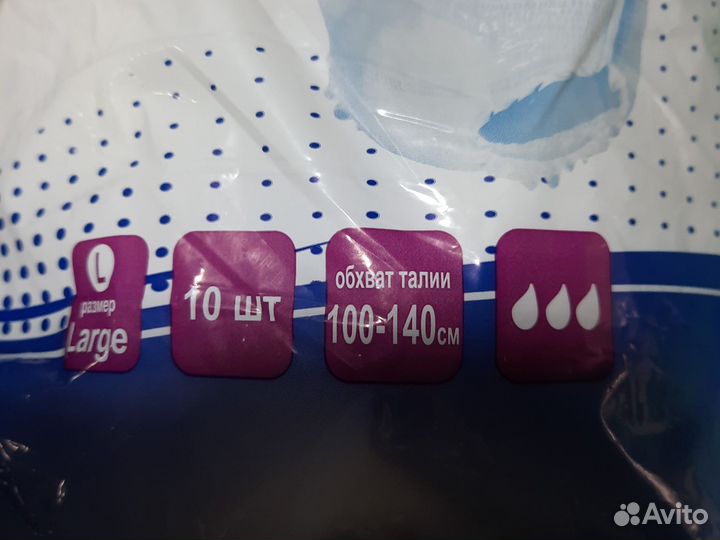 L
размер
Large
10 шт
обхват талии
100-140см
Avito